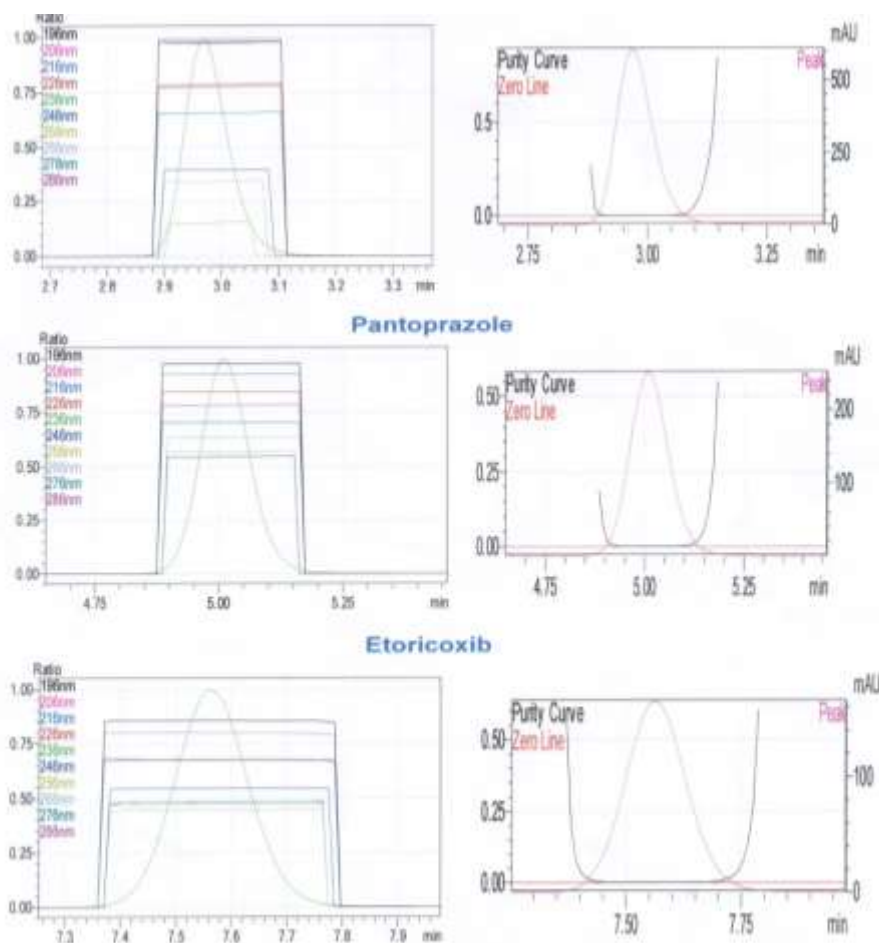 Ratio
196nm
1.00
206nm
216nm
226nm
0.75
236nm
246nm
0.50
276nm
286nm
0.25
0.00
2.7 2.8 2.9 3.0 3.1 3.2 3.3 min
mAU
Purity Curve Peak
Zero Line
500
0.5
250
0.0
0
2.75 3.00 3.25 min
Pantoprazole
Ratio
196nm
1.00
206nm
216nm
226nm
0.75
236nm
246nm
0.50
276nm
286nm
0.25
0.00
4.75 5.00 5.25 min
mAU
Purity Curve Peak
Zero Line
0.50
200
0.25
100
0.00
4.75 5.00 5.25 min
Etoricoxib
Ratio
196nm
1.00
206nm
216nm
226nm
0.75
236nm
246nm
0.50
276nm
286nm
0.25
0.00
7.3 7.4 7.5 7.6 7.7 7.8 7.9 min
mAU
Purity Curve Peak
Zero Line
0.50
100
0.25
0.00
0
7.50 7.75 min